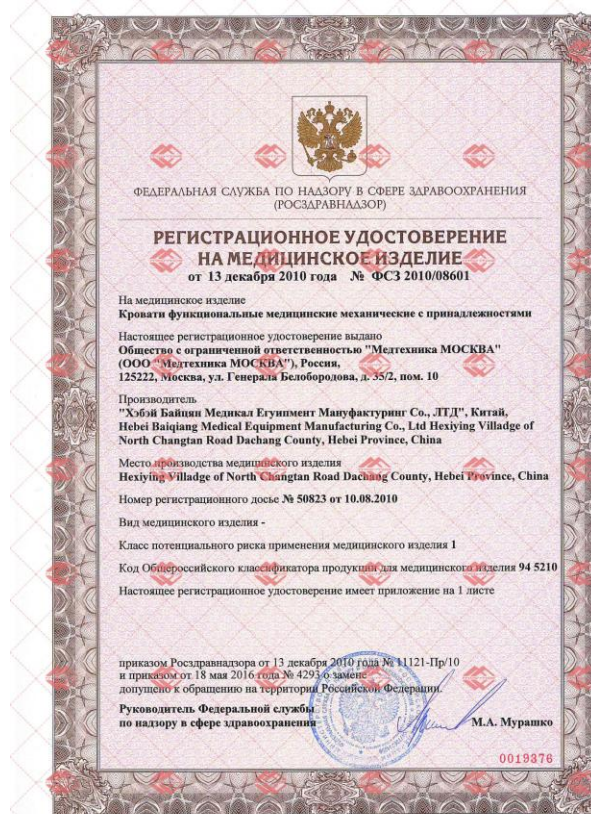 ФЕДЕРАЛЬНАЯ СЛУЖБА ПО НАДЗОРУ В СФЕРЕ ЗДРАВООХРАНЕНИЯ
(РОСЗДРАВНАДЗОР)
РЕГИСТРАЦИОННОЕ УДОСТОВЕРЕНИЕ
НА МЕДИЦИНСКОЕ ИЗДЕЛИЕ
от 13 декабря 2010 года № ФСЗ 2010/08601
На медицинское изделие
Кровати функциональные медицинские механические с принадлежностями
Настоящее регистрационное удостоверение выдано
Общество с ограниченной ответственностью "Медтехника МОСКВА"
(ООО "Медтехника МОСКВА"), Россия,
125222, Москва, ул. Генерала Белобородова, д. 35/2, пом. 10
Производитель
"Хэбэй Байцян Медикал Егуипмент Мануфактуринг Со., ЛТД", Китай,
Hebei Baiqiang Medical Equipment Manufacturing Co., Ltd Hexiying Villadge of
North Changtan Road Dachang County, Hebei Province, China
Место производства медицинского изделия
Hexiying Villadge of North Changtan Road Dachang County, Hebei Province, China
Номер регистрационного досье № 50823 от 10.08.2010
Вид медицинского изделия -
Класс потенциального риска применения медицинского изделия 1
Код Общероссийского классификатора продукции для медицинского изделия 94 5210
Настоящее регистрационное удостоверение имеет приложение на 1 листе
приказом Росздравнадзора от 13 декабря 2010 года № 11121-Пр/10
и приказом от 18 мая 2016 года № 4293 о замене
допущено к обращению на территории Российской Федерации.
Руководитель Федеральной службы
по надзору в сфере здравоохранения
М.А. Мурашко
0019376